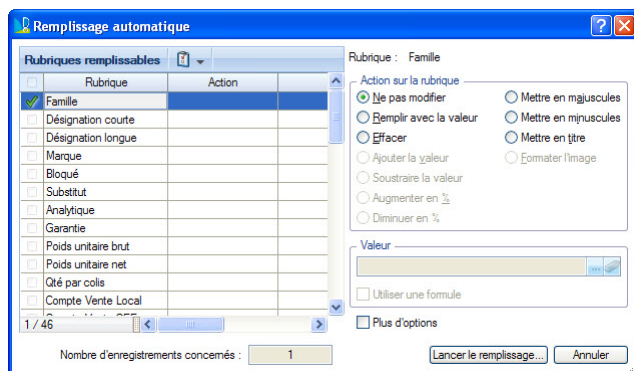 Remplissage automatique
Rubriques remplissables
Rubrique Action
Famille
Désignation courte
Désignation longue
Marque
Bloqué
Substitut
Analytique
Garantie
Poids unitaire brut
Poids unitaire net
Qté par colis
Compte Vente Local
1 / 46
Nombre d'enregistrements concernés : 1
Rubrique : Famille
Action sur la rubrique
Ne pas modifier Mettre en majuscules
Remplir avec la valeur Mettre en minuscules
Effacer Mettre en titre
Ajouter la valeur Formater l'image
Soustraire la valeur
Augmenter en %
Diminuer en %
Valeur
...
Utiliser une formule
Plus d'options
Lancer le remplissage... Annuler